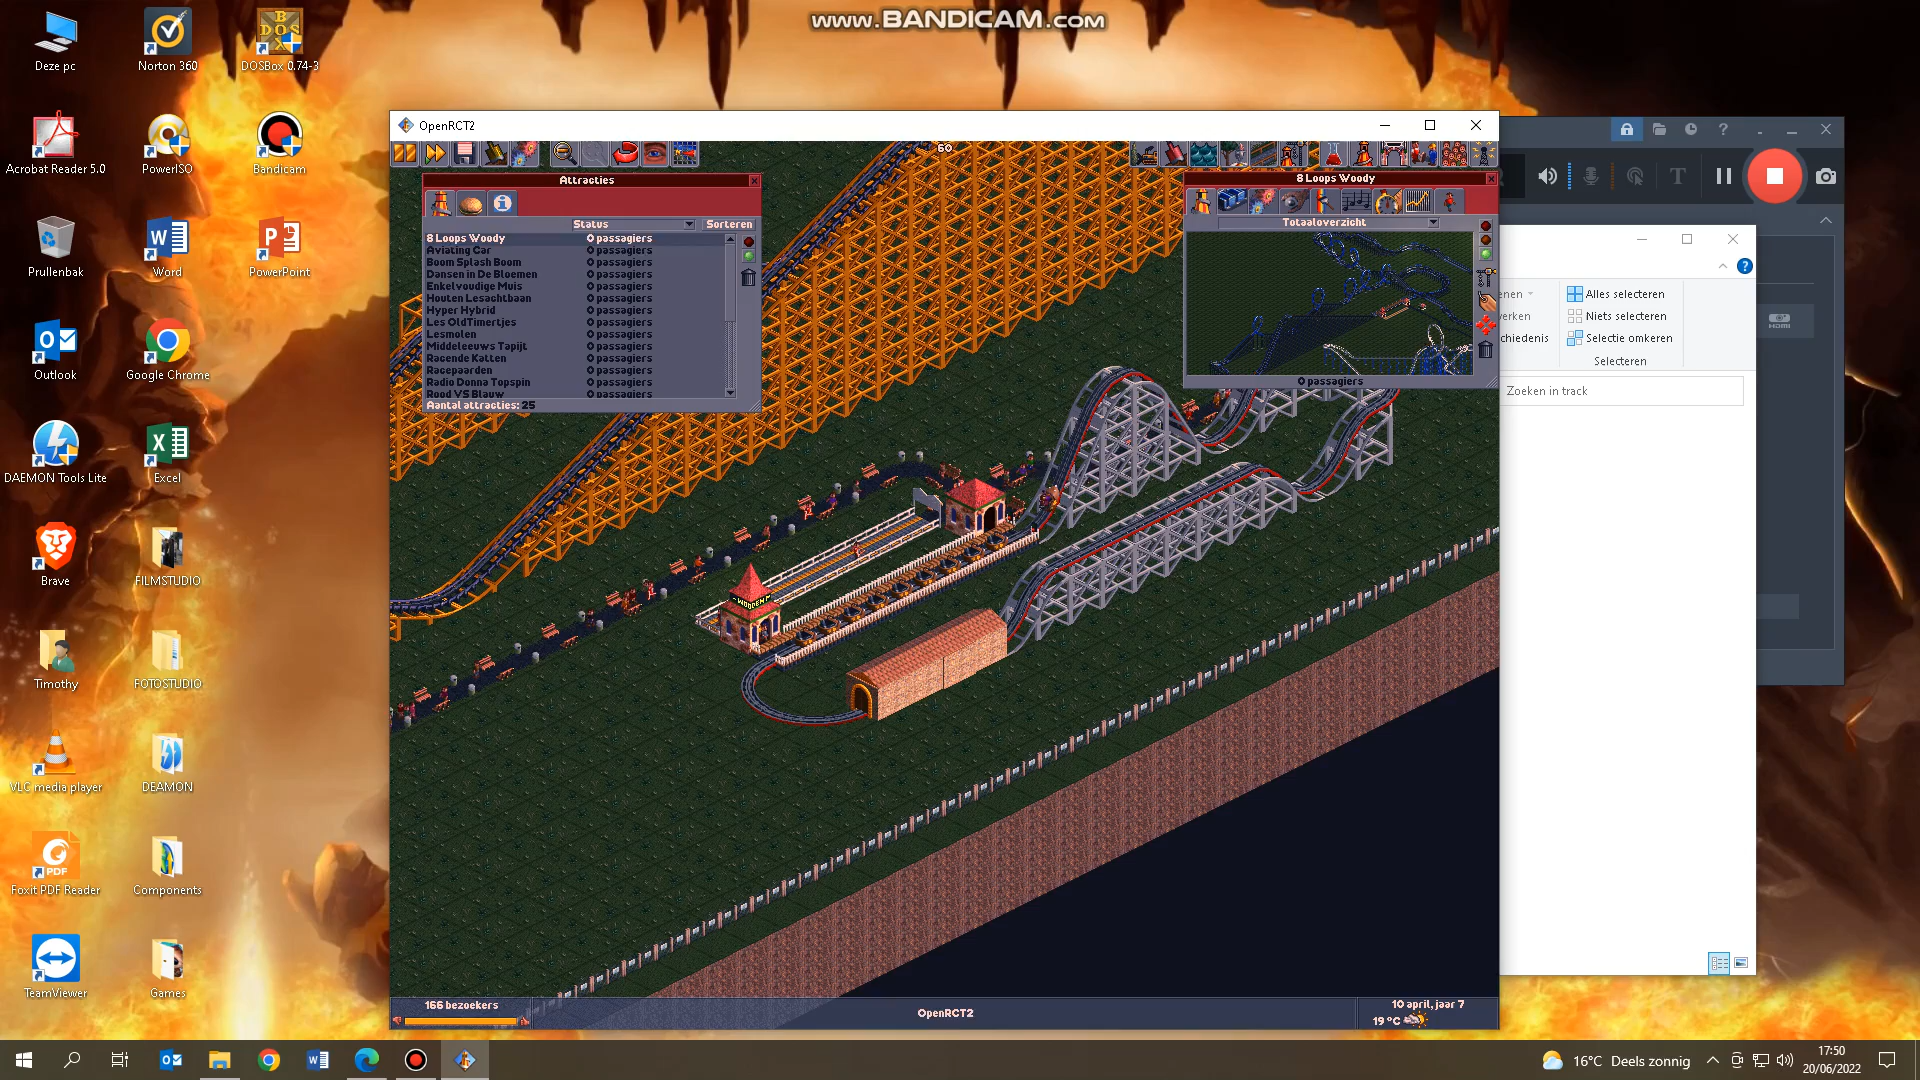 www.BANDICAM.com
Deze pc
Norton 360
DOSBox 0.74-3
Acrobat Reader 5.0
PowerISO
Bandicam
Prullenbak
Word
PowerPoint
Outlook
Google Chrome
DAEMON Tools Lite
Excel
Brave
FILMSTUDIO
Timothy
FOTOSTUDIO
VLC media player
DEAMON
Foxit PDF Reader
Components
TeamViewer
Games
OpenRCT2
60
Attracties
Status
Sorteren
8 Loops Woody 0 passagiers
Aviating Car 0 passagiers
Boom Splash Boom 0 passagiers
Dansen in De Bloemen 0 passagiers
Enkelvoudige Muis 0 passagiers
Houten Lesachtbaan 0 passagiers
Hyper Hybrid 0 passagiers
Les OldTimertjes 0 passagiers
Lesmolen 0 passagiers
Middeleeuws Tapijt 0 passagiers
Racende Katten 0 passagiers
Racepaarden 0 passagiers
Radio Donna Topspin 0 passagiers
Rood VS Blauw 0 passagiers
Aantal attracties: 25
8 Loops Woody
Totaaloverzicht
0 passagiers
WOODEN
enen
Alles selecteren
werken
Niets selecteren
schiedenis
Selectie omkeren
Selecteren
Zoeken in track
HDMI
166 bezoekers
OpenRCT2
10 april, jaar 7
19 °C
16°C Deels zonnig
17:50
20/06/2022